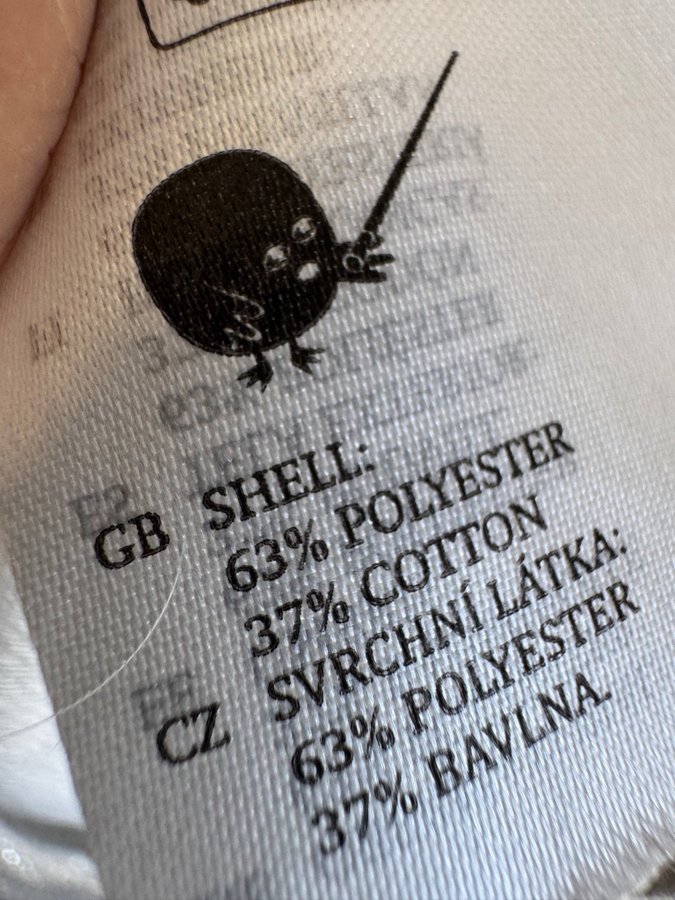 GB SHELL:
63% POLYESTER
37% COTTON
CZ SVRCHNÍ LÁTKA:
63% POLYESTER
37% BAVLNA.